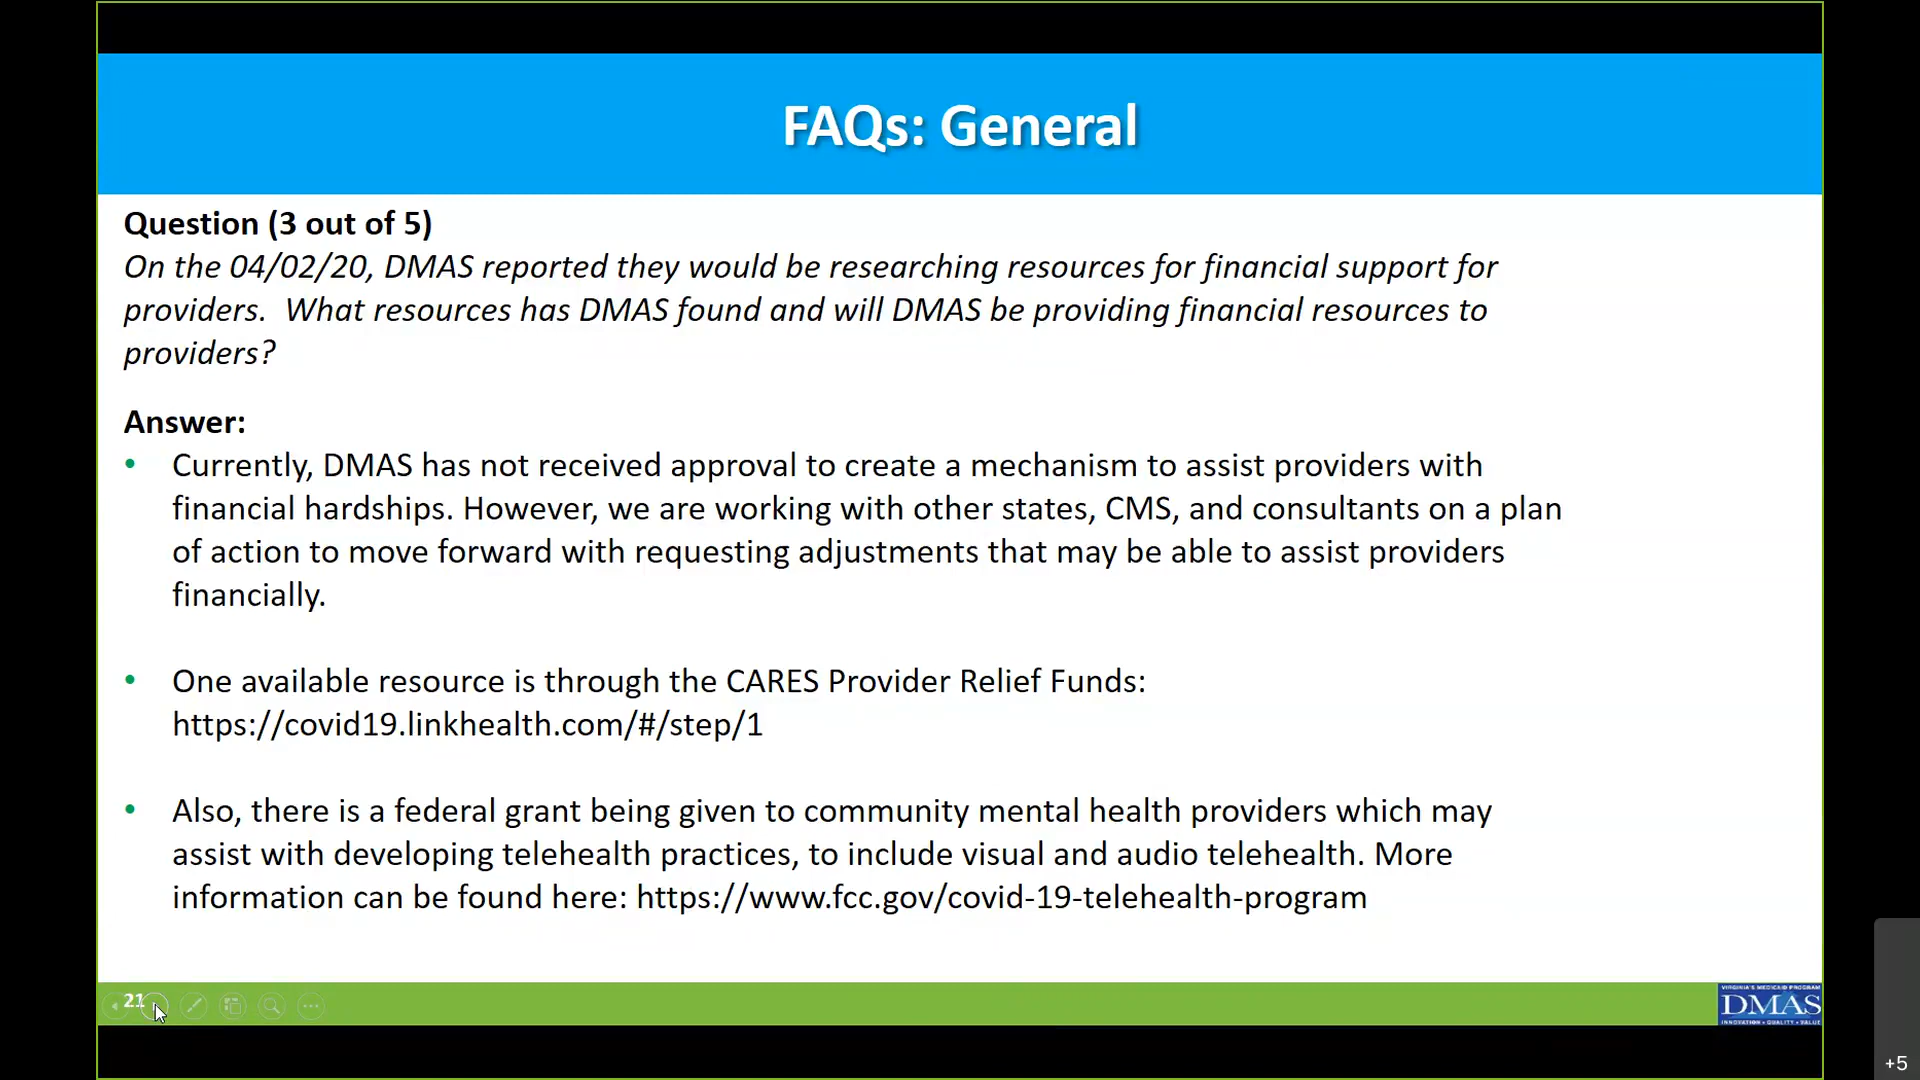 FAQs: General
Question (3 out of 5)
On the 04/02/20, DMAS reported they would be researching resources for financial support for
providers.  What resources has DMAS found and will DMAS be providing financial resources to
providers?
Answer:
• Currently, DMAS has not received approval to create a mechanism to assist providers with
financial hardships. However, we are working with other states, CMS, and consultants on a plan
of action to move forward with requesting adjustments that may be able to assist providers
financially.
• One available resource is through the CARES Provider Relief Funds:
https://covid19.linkhealth.com/#/step/1
• Also, there is a federal grant being given to community mental health providers which may
assist with developing telehealth practices, to include visual and audio telehealth. More
information can be found here: https://www.fcc.gov/covid-19-telehealth-program
21
VIRGINIA'S MEDICAID PROGRAM
DMAS
INNOVATION • QUALITY • VALUE
+5